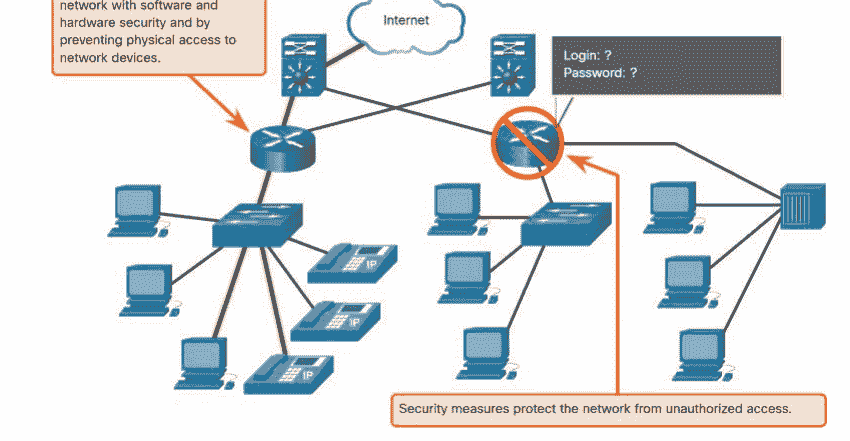 network with software and
hardware security and by
preventing physical access to
network devices.
Internet
Login: ?
Password: ?
IP
IP
IP
Security measures protect the network from unauthorized access.